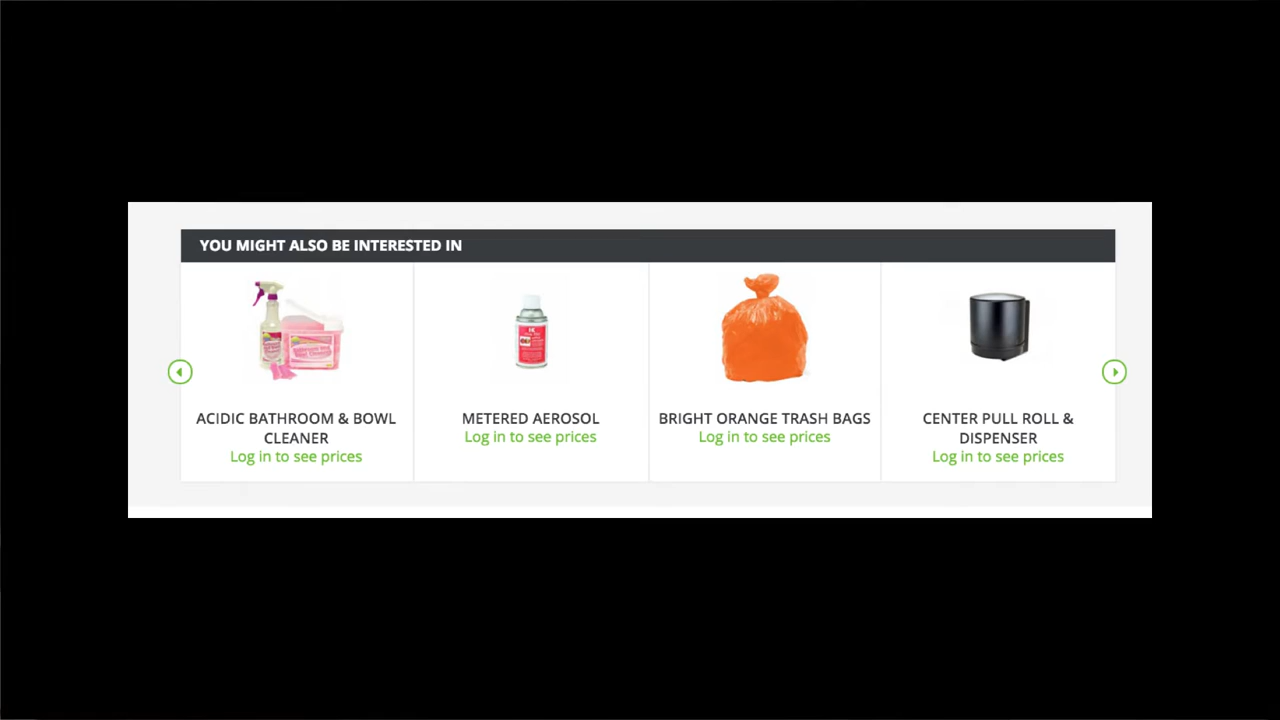 YOU MIGHT ALSO BE INTERESTED IN
ACIDIC BATHROOM & BOWL
CLEANER
Log in to see prices
METERED AEROSOL
Log in to see prices
BRIGHT ORANGE TRASH BAGS
Log in to see prices
CENTER PULL ROLL &
DISPENSER
Log in to see prices